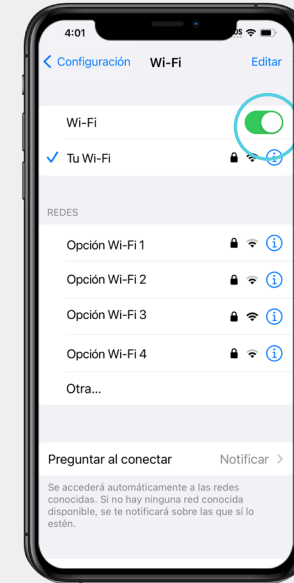 4:01
Configuración Wi-Fi Editar
Wi-Fi
Tu Wi-Fi
REDES
Opción Wi-Fi 1
Opción Wi-Fi 2
Opción Wi-Fi 3
Opción Wi-Fi 4
Otra...
Preguntar al conectar Notificar
Se accederá automáticamente a las redes
conocidas. Si no hay ninguna red conocida
disponible, se te notificará sobre las que sí lo
estén.